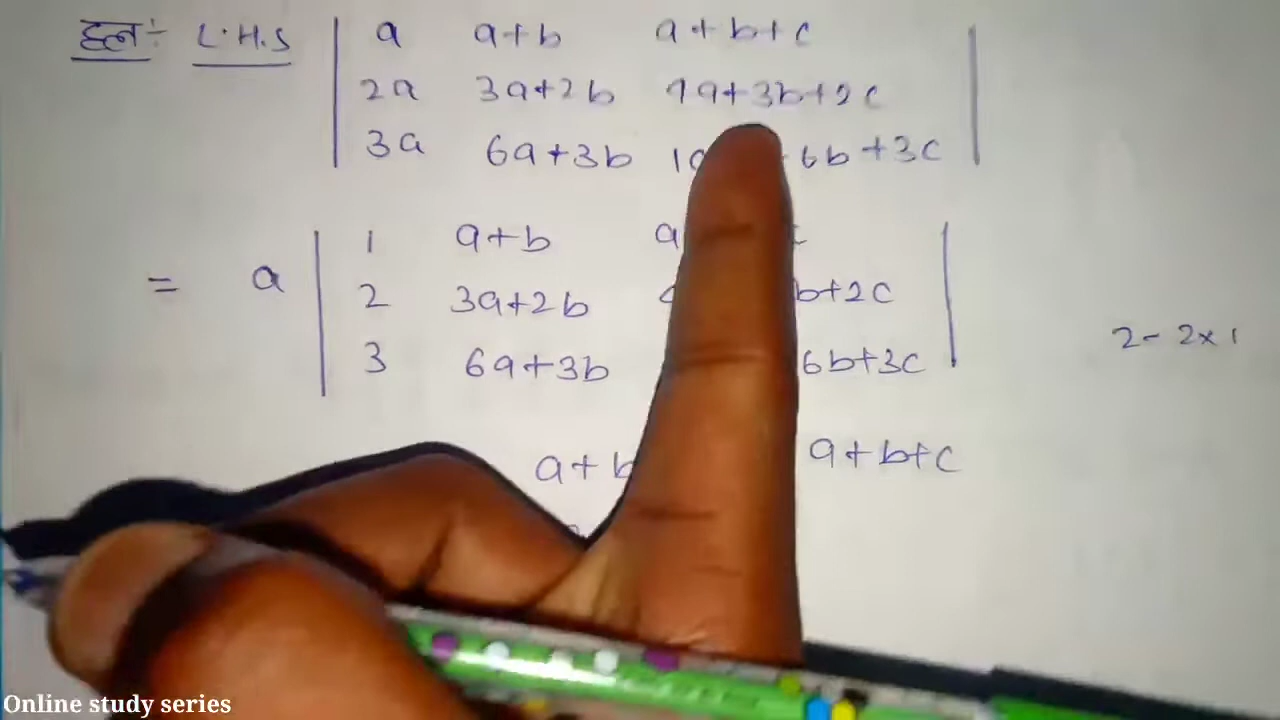 हल÷ L.H.S | a a+b a+b+c |
2a 3a+2b 4a+3b+2c
3a 6a+3b 6b+3c
= a | 1 a+b a |
2 3a+2b b+2c
3 6a+3b 6b+3c
2-2×1
a+b a+b+c
Online study series